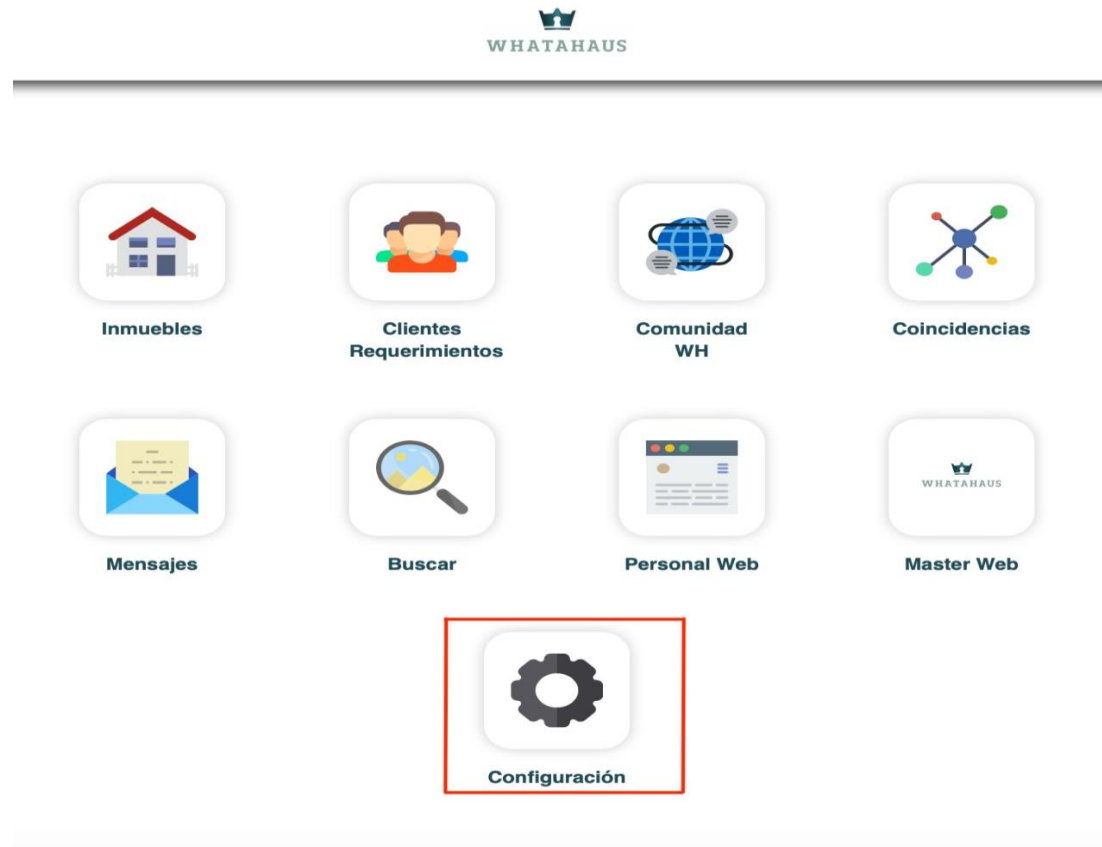 WHATAHAUS
Inmuebles
Clientes
Requerimientos
Comunidad
WH
Coincidencias
Mensajes
Buscar
Personal Web
WHATAHAUS
Master Web
Configuración